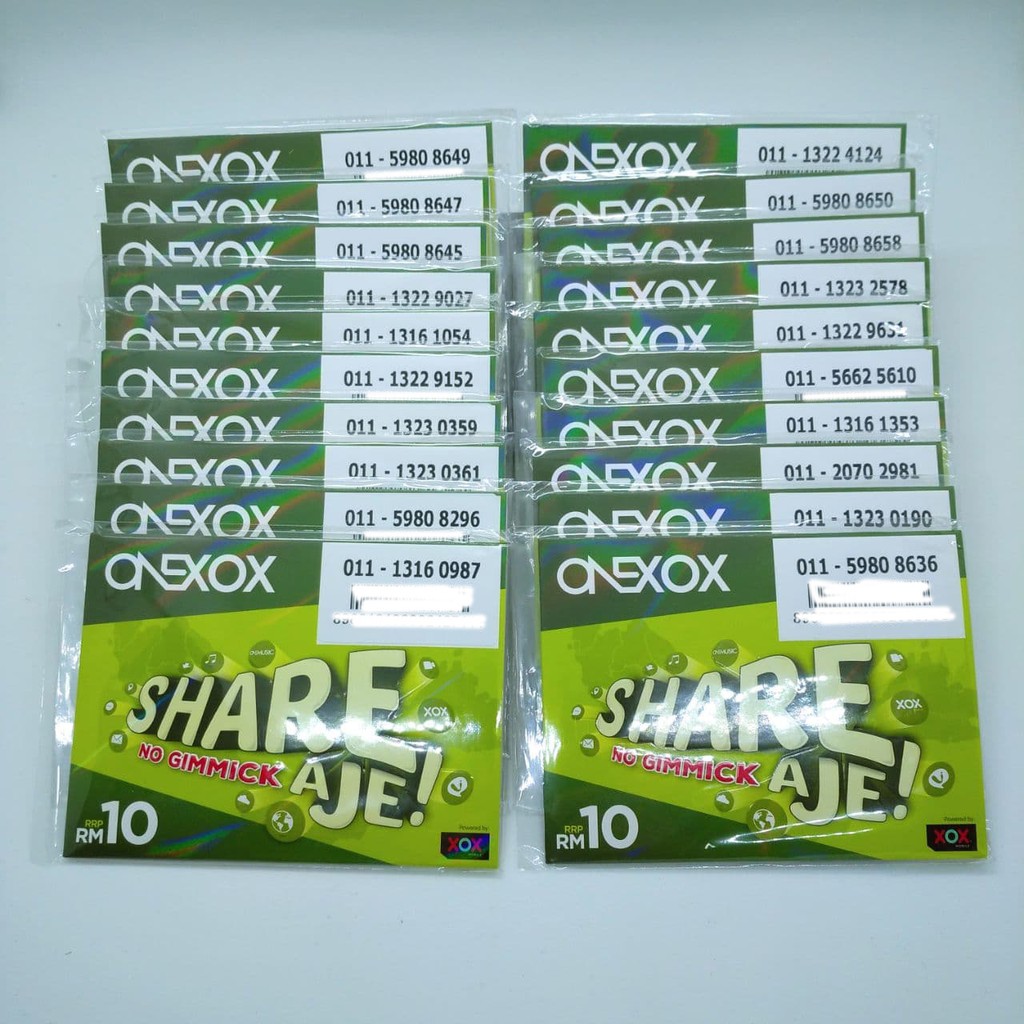 ONEXOX 011 - 5980 8649
ONEXOX 011 - 5980 8647
ONEXOX 011 - 5980 8645
ONEXOX 011 - 1322 9027
ONEXOX 011 - 1316 1054
ONEXOX 011 - 1322 9152
ONEXOX 011 - 1323 0359
ONEXOX 011 - 1323 0361
ONEXOX 011 - 5980 8296
ONEXOX 011 - 1316 0987
SHARE
NO GIMMICK
AJE!
XOX
RRP
RM10
Powered by
XOX
ONEXOX 011 - 1322 4124
ONEXOX 011 - 5980 8650
ONEXOX 011 - 5980 8658
ONEXOX 011 - 1323 2578
ONEXOX 011 - 1322
ONEXOX 011 - 5662 5610
ONEXOX 011 - 1316 1353
ONEXOX 011 - 2070 2981
ONEXOX 011 - 1323 0190
ONEXOX 011 - 5980 8636
SHARE
NO GIMMICK
AJE!
XOX
RRP
RM10
Powered by
XOX